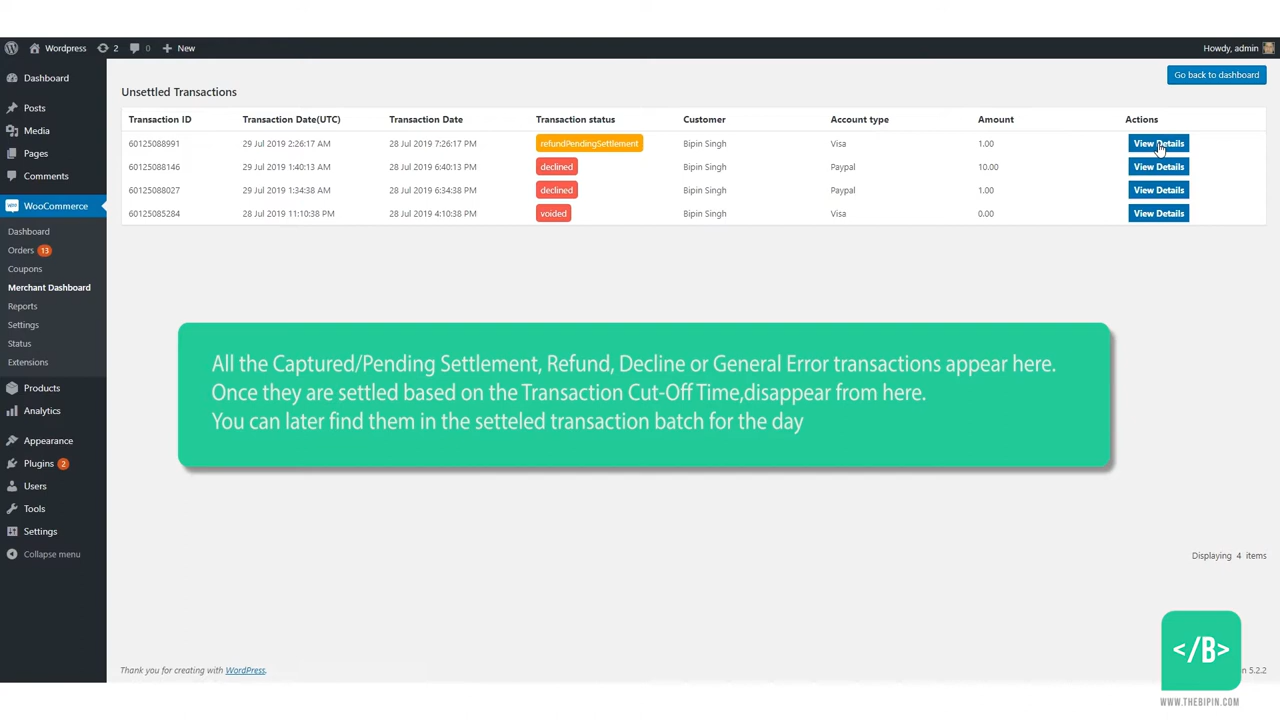 Wordpress 2 0 New Howdy, admin
Dashboard
Posts
Media
Pages
Comments
WooCommerce
Dashboard
Orders 13
Coupons
Merchant Dashboard
Reports
Settings
Status
Extensions
Products
Analytics
Appearance
Plugins 2
Users
Tools
Settings
Collapse menu
Go back to dashboard
Unsettled Transactions
Transaction ID Transaction Date(UTC) Transaction Date Transaction status Customer Account type Amount Actions
60125088991 29 Jul 2019 2:26:17 AM 28 Jul 2019 7:26:17 PM refundPendingSettlement Bipin Singh Visa 1.00 View Details
60125088146 29 Jul 2019 1:40:13 AM 28 Jul 2019 6:40:13 PM declined Bipin Singh Paypal 10.00 View Details
60125088027 29 Jul 2019 1:34:38 AM 28 Jul 2019 6:34:38 PM declined Bipin Singh Paypal 1.00 View Details
60125085284 28 Jul 2019 11:10:38 PM 28 Jul 2019 4:10:38 PM voided Bipin Singh Visa 0.00 View Details
All the Captured/Pending Settlement, Refund, Decline or General Error transactions appear here.
Once they are settled based on the Transaction Cut-Off Time,disappear from here.
You can later find them in the setteled transaction batch for the day
Displaying 4 items
Thank you for creating with WordPress.
n 5.2.2
</B>
WWW.THEBIPIN.COM